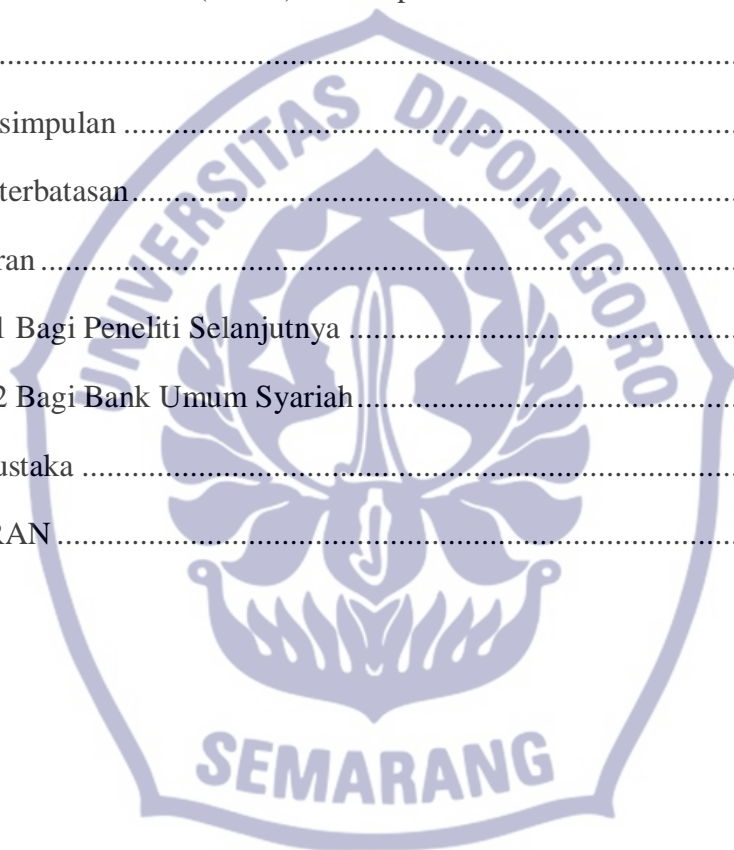 simpulan ........................................................................
terbatasan ........................................................................
ran ........................................................................
1 Bagi Peneliti Selanjutnya ........................................................................
2 Bagi Bank Umum Syariah ........................................................................
ustaka ........................................................................
RAN ........................................................................
UNIVERSITAS DIPONEGORO
SEMARANG